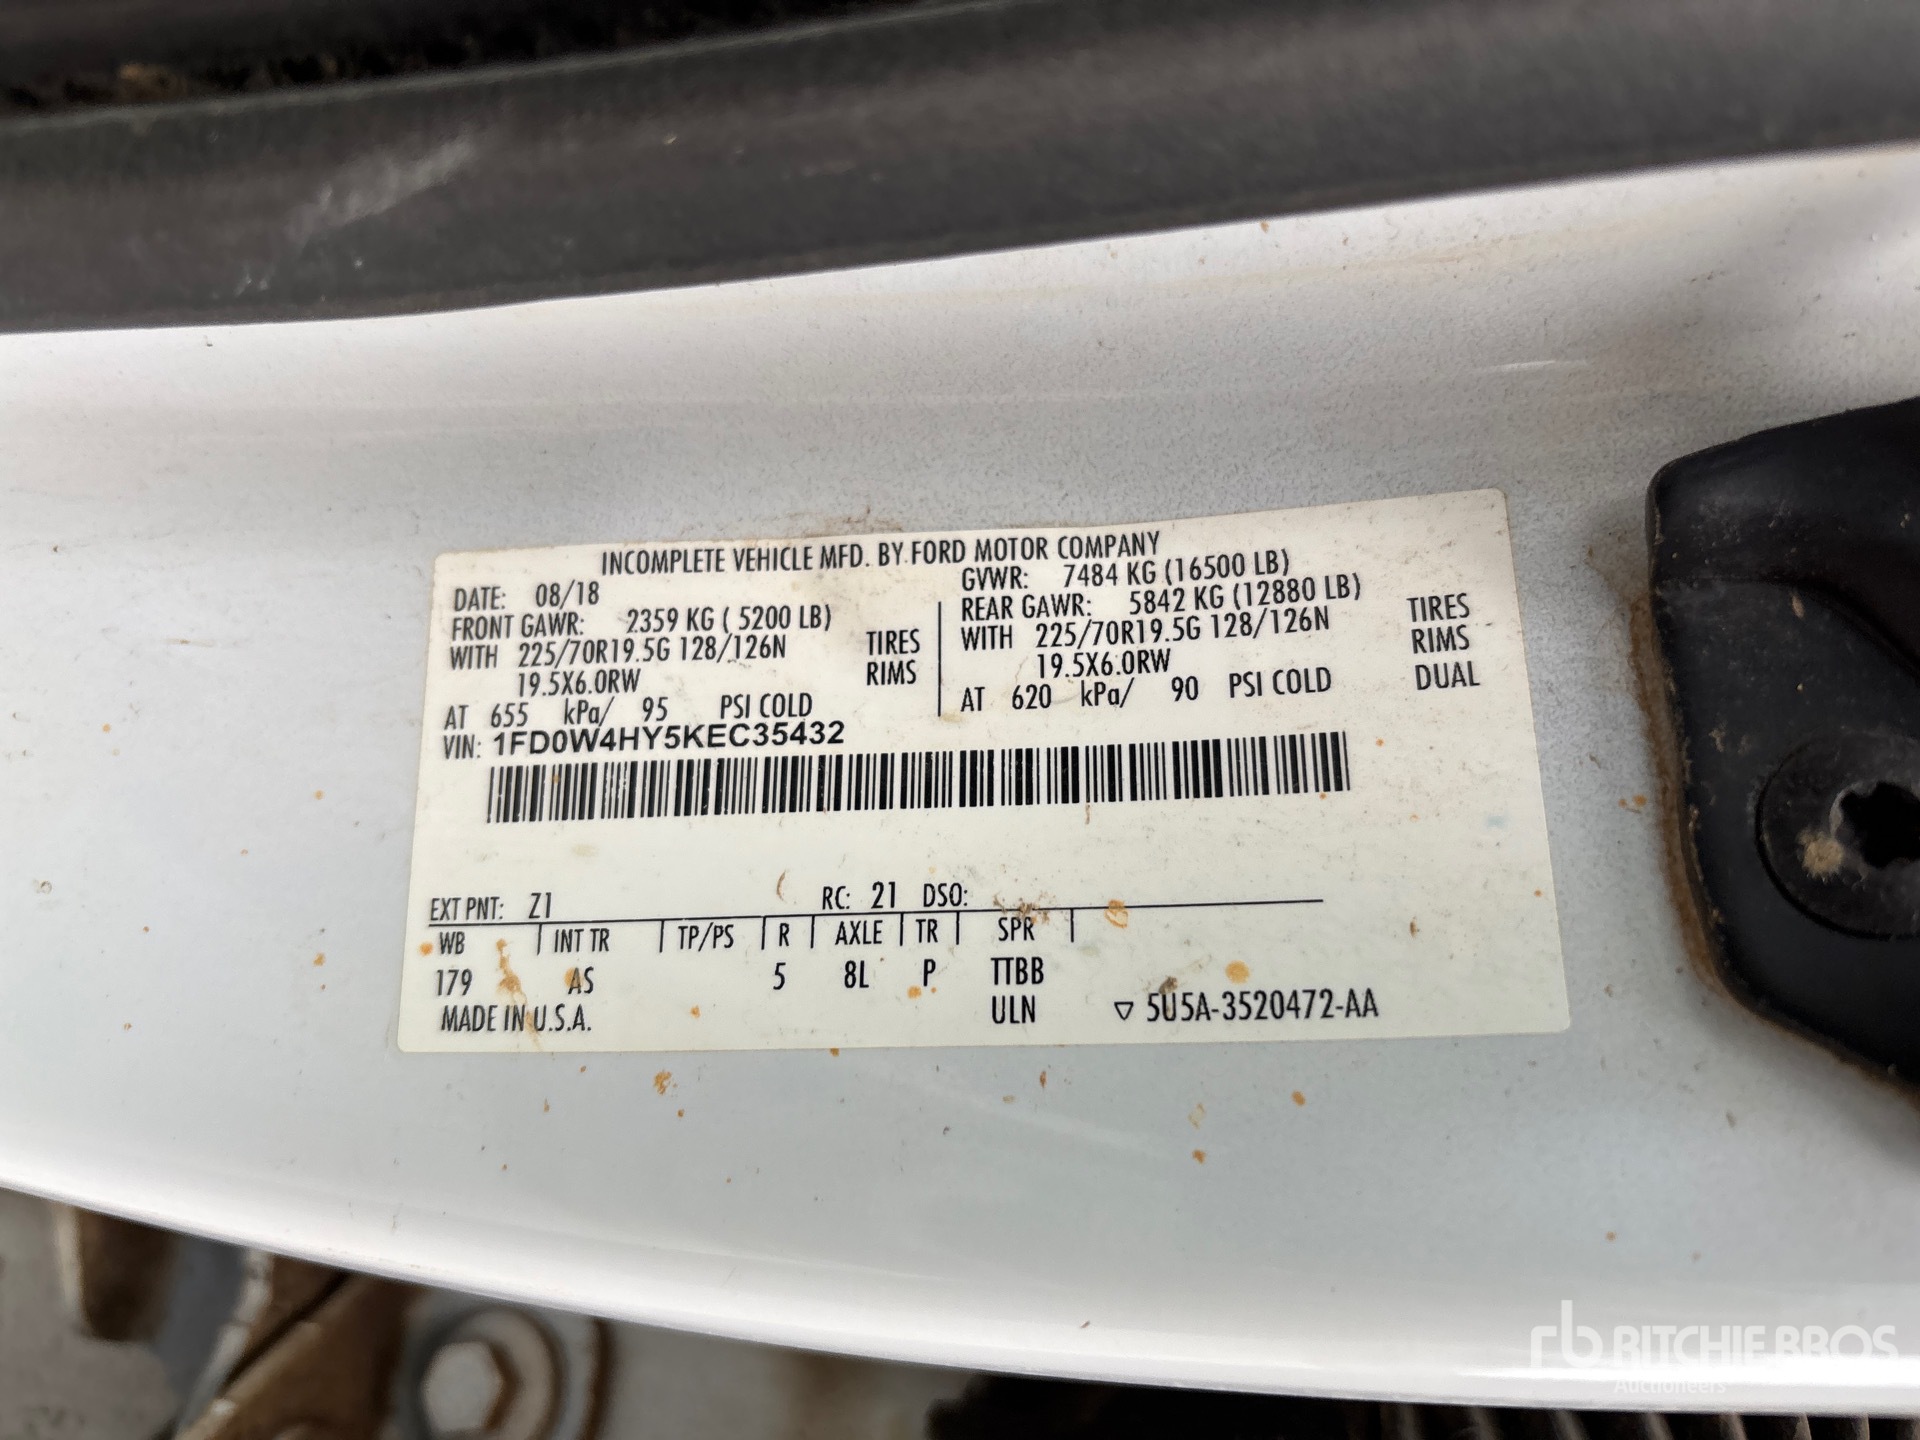 INCOMPLETE VEHICLE MFD. BY FORD MOTOR COMPANY
DATE: 08/18
FRONT GAWR: 2359 KG ( 5200 LB)
WITH 225/70R19.5G 128/126N TIRES
19.5X6.0RW RIMS
AT 655 kPa/ 95 PSI COLD
GVWR: 7484 KG (16500 LB)
REAR GAWR: 5842 KG (12880 LB)
WITH 225/70R19.5G 128/126N TIRES
19.5X6.0RW RIMS
AT 620 kPa/ 90 PSI COLD DUAL
VIN: 1FD0W4HY5KEC35432
EXT PNT: Z1 RC: 21 DSO:
WB INT TR TP/PS R AXLE TR SPR
179 AS 5 8L P TTBB
MADE IN U.S.A. ULN ▽ 5U5A-3520472-AA
rb RITCHIE BROS
Auctioneers